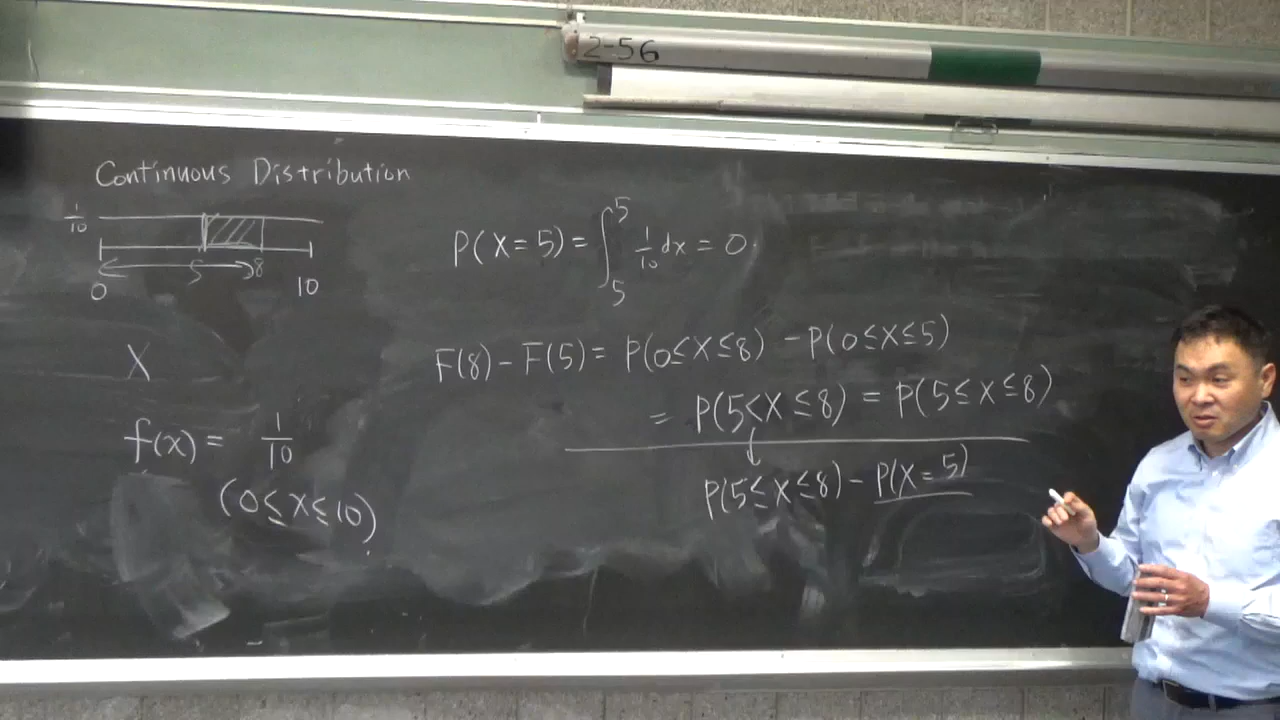 2-56
Continuous Distribution
1/10
0 5 8 10
X
f(x) = 1/10
(0≤x≤10)
P(X=5) = ∫₅⁵ 1/10 dx = 0.
F(8)-F(5) = P(0≤X≤8) - P(0≤X≤5)
= P(5<X≤8) = P(5≤X≤8)
P(5≤X≤8) - P(X=5)